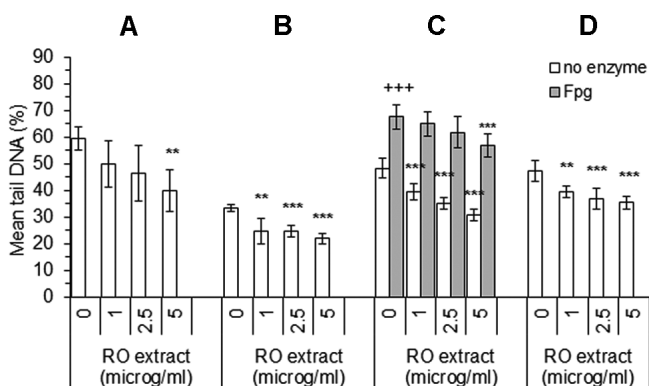 A B C D
Mean tail DNA (%)
90
80
70
60
50
40
30
20
10
0
no enzyme
Fpg
**
** *** ***
+++ *** *** *** ***
** *** ***
0 1 2.5 5 0 1 2.5 5 0 1 2.5 5 0 1 2.5 5
RO extract RO extract RO extract RO extract
(microg/ml) (microg/ml) (microg/ml) (microg/ml)